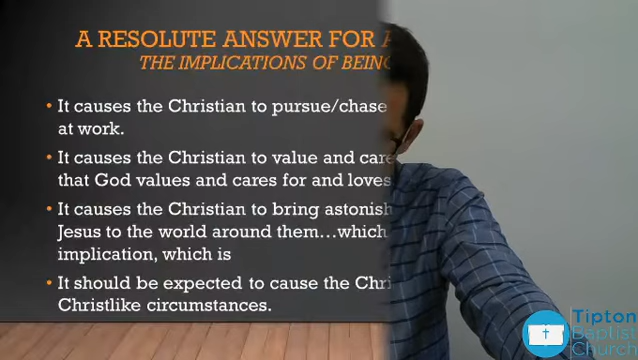 A RESOLUTE ANSWER FOR
THE IMPLICATIONS OF BEING
• It causes the Christian to pursue/chase
at work.
• It causes the Christian to value and care
that God values and cares for and loves
• It causes the Christian to bring astonish
Jesus to the world around them…which
implication, which is
• It should be expected to cause the Chri
Christlike circumstances.
Tipton
Baptist
Church